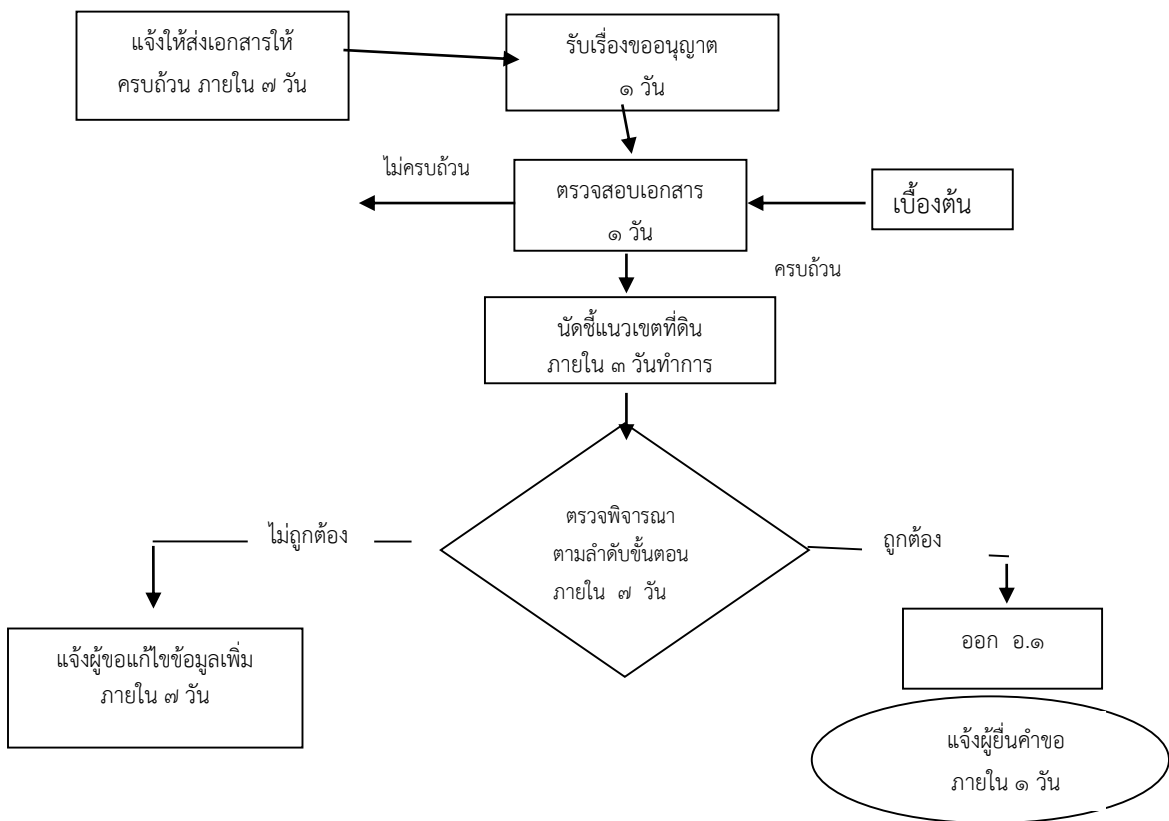 แจ้งให้ส่งเอกสารให้
ครบถ้วน ภายใน ๗ วัน
รับเรื่องขออนุญาต
๑ วัน
ไม่ครบถ้วน
ตรวจสอบเอกสาร
๑ วัน
เบื้องต้น
ครบถ้วน
นัดชี้แนวเขตที่ดิน
ภายใน ๓ วันทำการ
ตรวจพิจารณา
ตามลำดับขั้นตอน
ภายใน ๗ วัน
ไม่ถูกต้อง
ถูกต้อง
แจ้งผู้ขอแก้ไขข้อมูลเพิ่ม
ภายใน ๗ วัน
ออก อ.๑
แจ้งผู้ยื่นคำขอ
ภายใน ๑ วัน